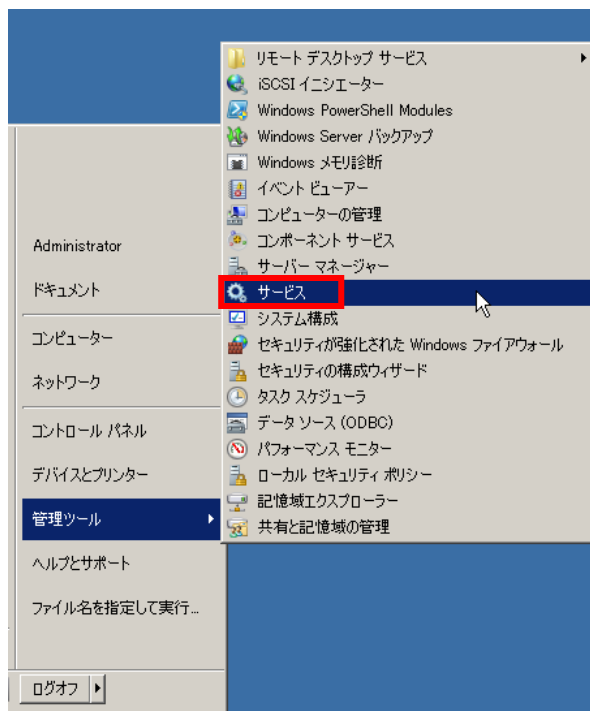 Administrator
ドキュメント
コンピューター
ネットワーク
コントロール パネル
デバイスとプリンター
管理ツール
ヘルプとサポート
ファイル名を指定して実行...
ログオフ
リモート デスクトップ サービス
iSCSI イニシエーター
Windows PowerShell Modules
Windows Server バックアップ
Windows メモリ診断
イベント ビューアー
コンピューターの管理
コンポーネント サービス
サーバー マネージャー
サービス
システム構成
セキュリティが強化された Windows ファイアウォール
セキュリティの構成ウィザード
タスク スケジューラ
データ ソース (ODBC)
パフォーマンス モニター
ローカル セキュリティ ポリシー
記憶域エクスプローラー
共有と記憶域の管理